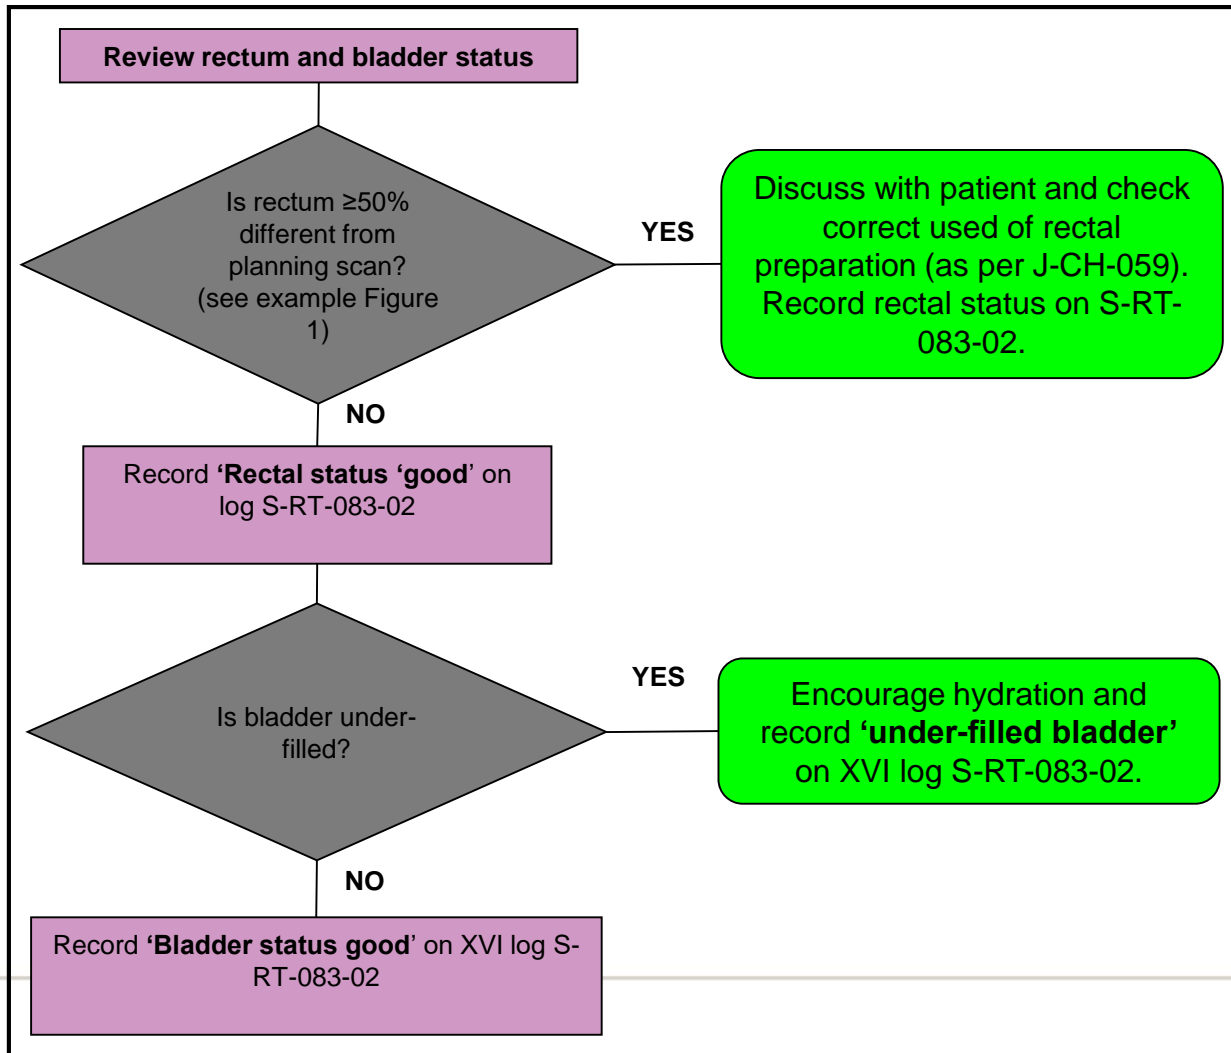 Review rectum and bladder status
Is rectum ≥50%
different from
planning scan?
(see example Figure
1)
YES
Discuss with patient and check
correct used of rectal
preparation (as per J-CH-059).
Record rectal status on S-RT-
083-02.
NO
Record ‘Rectal status ‘good’ on
log S-RT-083-02
Is bladder under-
filled?
YES
Encourage hydration and
record ‘under-filled bladder’
on XVI log S-RT-083-02.
NO
Record ‘Bladder status good’ on XVI log S-
RT-083-02